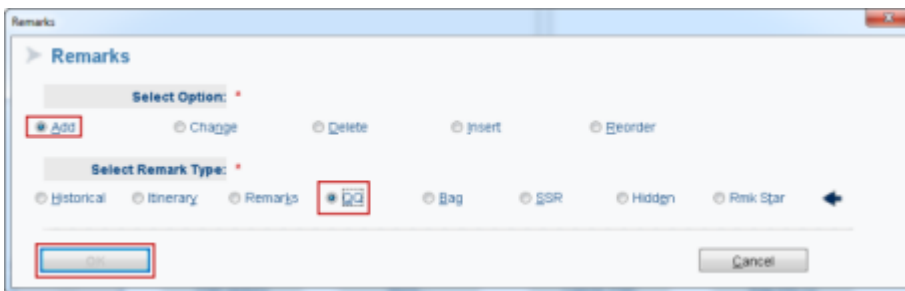 Remarks
Remarks
Select Option: *
Add Change Delete Insert Reorder
Select Remark Type: *
Historical Itinerary Remarks DQ Bag SSR Hidden Rmk Star
OK Cancel